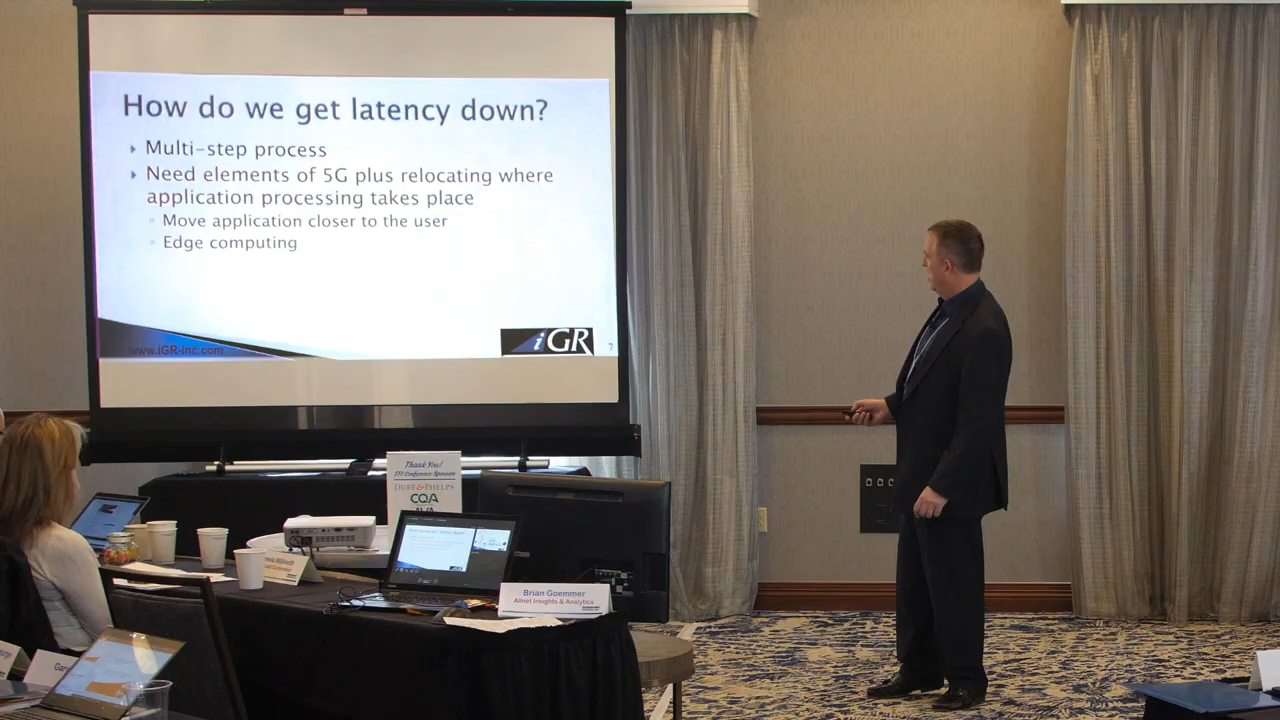 How do we get latency down?
Multi-step process
Need elements of 5G plus relocating where
application processing takes place
Move application closer to the user
Edge computing
www.iGR-inc.com
iGR
Thank You!
TFI Conference Sponsors
DUFF & PHELPS
CQA
Brian Goemmer
Allnet Insights & Analytics